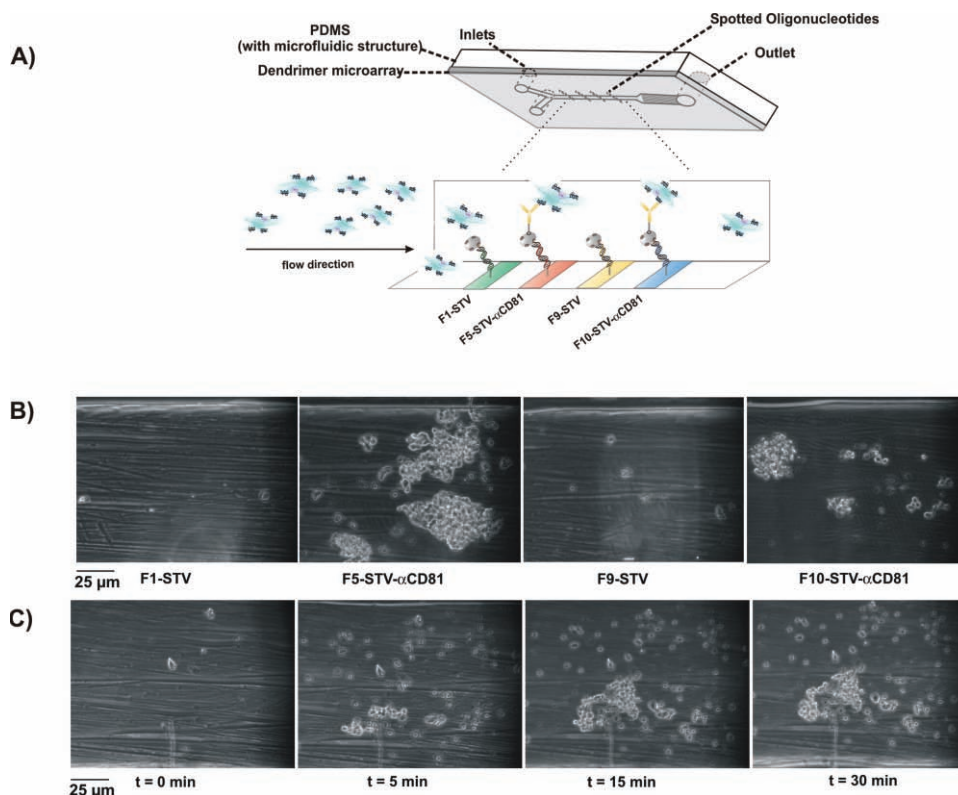 A)
PDMS
(with microfluidic structure)
Dendrimer microarray
Inlets
Spotted Oligonucleotides
Outlet
flow direction
F1-STV
F5-STV-αCD81
F9-STV
F10-STV-αCD81
B)
25 µm
F1-STV
F5-STV-αCD81
F9-STV
F10-STV-αCD81
C)
25 µm
t = 0 min
t = 5 min
t = 15 min
t = 30 min